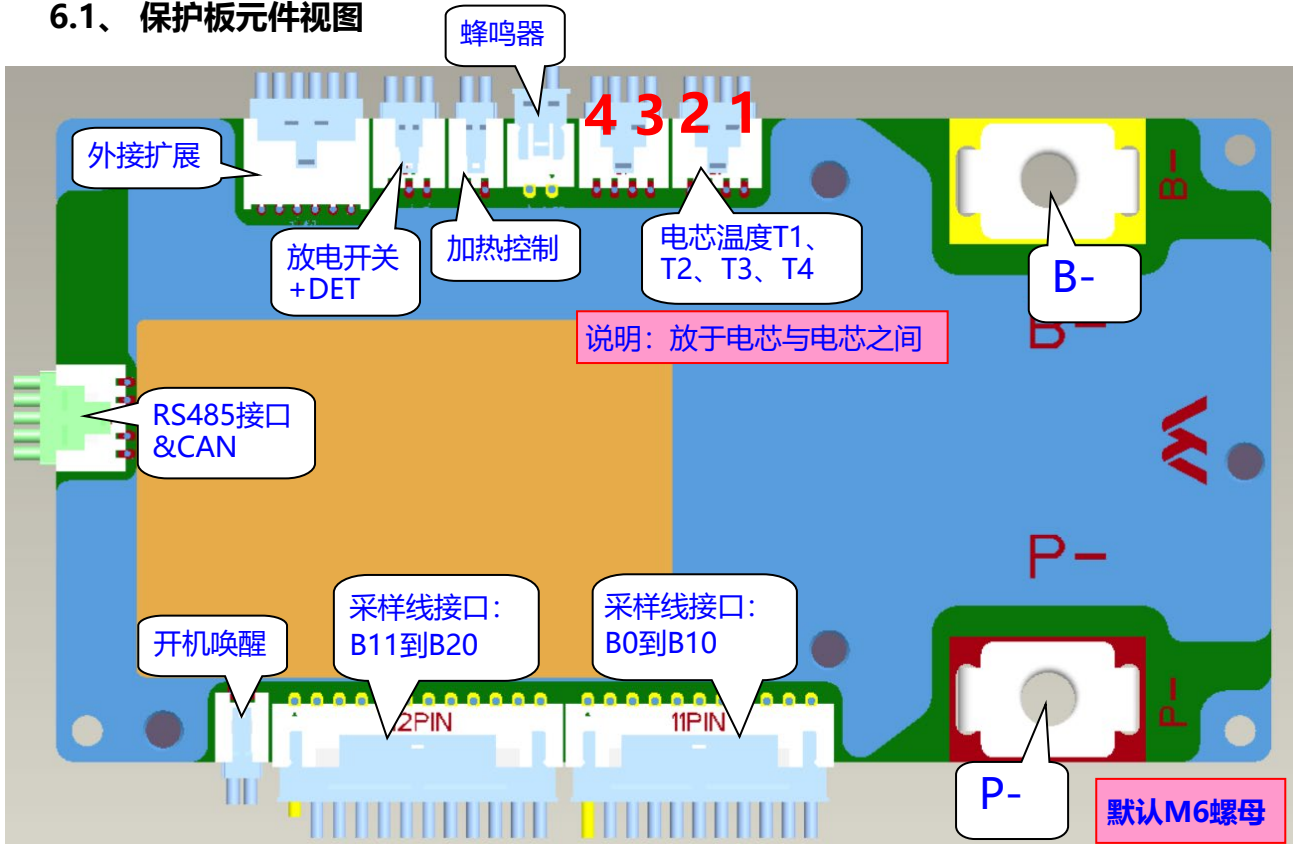 6.1、 保护板元件视图
蜂鸣器
4 3 2 1
外接扩展
放电开关
+DET
加热控制
电芯温度T1、
T2、T3、T4
B-
B-
说明：放于电芯与电芯之间
B-
RS485接口
&CAN
P-
采样线接口：
B11到B20
采样线接口：
B0到B10
开机唤醒
2PIN
11PIN
P-
P-
默认M6螺母